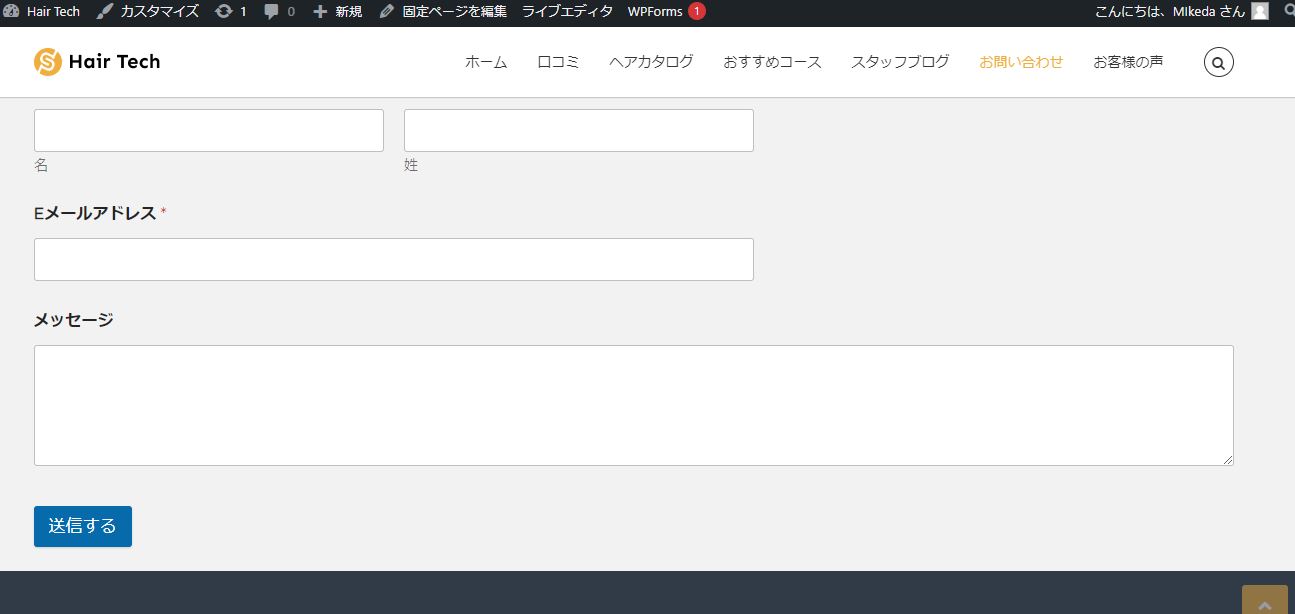 Hair Tech カスタマイズ 1 0 新規 固定ページを編集 ライブエディタ WPForms 1 こんにちは、MIkeda さん
Hair Tech ホーム 口コミ ヘアカタログ おすすめコース スタッフブログ お問い合わせ お客様の声
名 姓
Eメールアドレス *
メッセージ
送信する